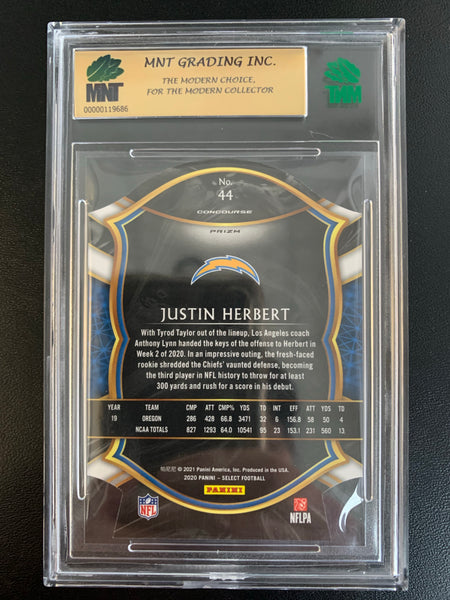 MNT GRADING INC.
THE MODERN CHOICE,
FOR THE MODERN COLLECTOR
MNT
00000119686
No.
44
CONCOURSE
PRIZM
JUSTIN HERBERT
With Tyrod Taylor out of the lineup, Los Angeles coach
Anthony Lynn handed the keys of the offense to Herbert in
Week 2 of 2020. In an impressive outing, the fresh-faced
rookie shredded the Chiefs' vaunted defense, becoming
the third player in NFL history to throw for at least
300 yards and rush for a score in his debut.
YEAR TEAM CMP ATT CMP% YDS TD INT EFF ATT YDS TD
19 OREGON 286 428 66.8 3471 32 6 156.8 58 50 4
NCAA TOTALS 827 1293 64.0 10541 95 23 153.1 231 560 13
帕尼尼 © 2021 Panini America, Inc. Produced in the USA.
2020 PANINI – SELECT FOOTBALL
PANINI
NFL
NFLPA